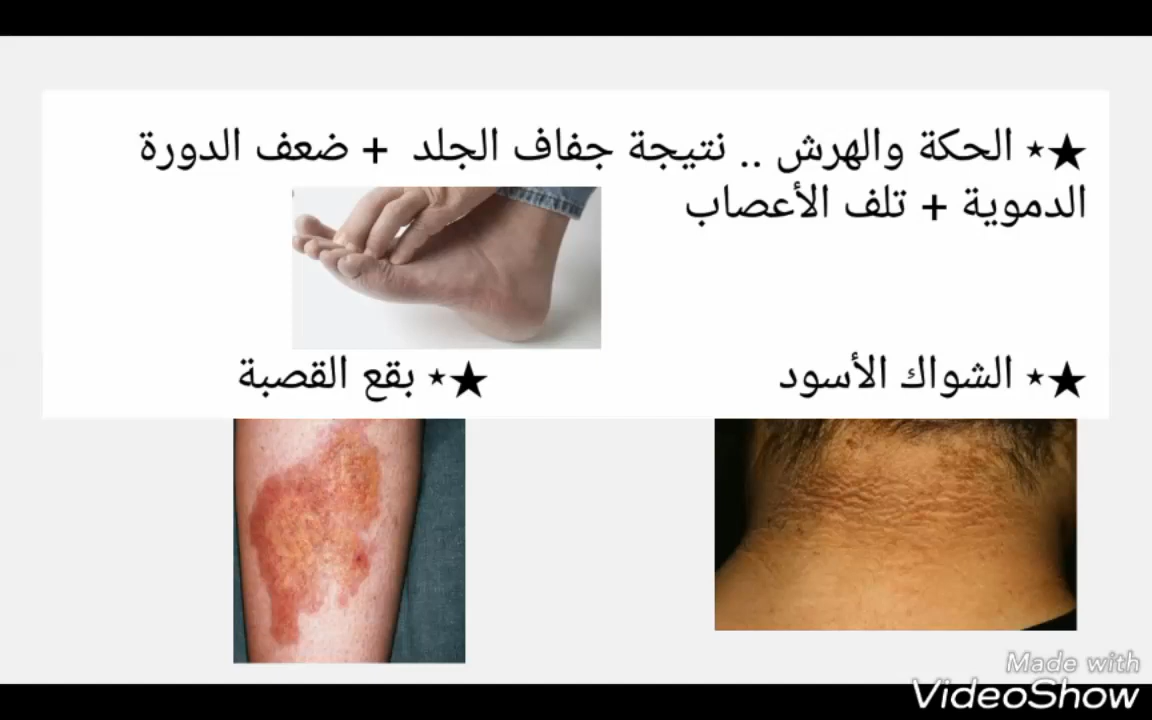 ★⋆ الحكة والهرش .. نتيجة جفاف الجلد + ضعف الدورة
الدموية + تلف الأعصاب
★⋆ الشواك الأسود
★⋆ بقع القصبة
Made with
VideoShow